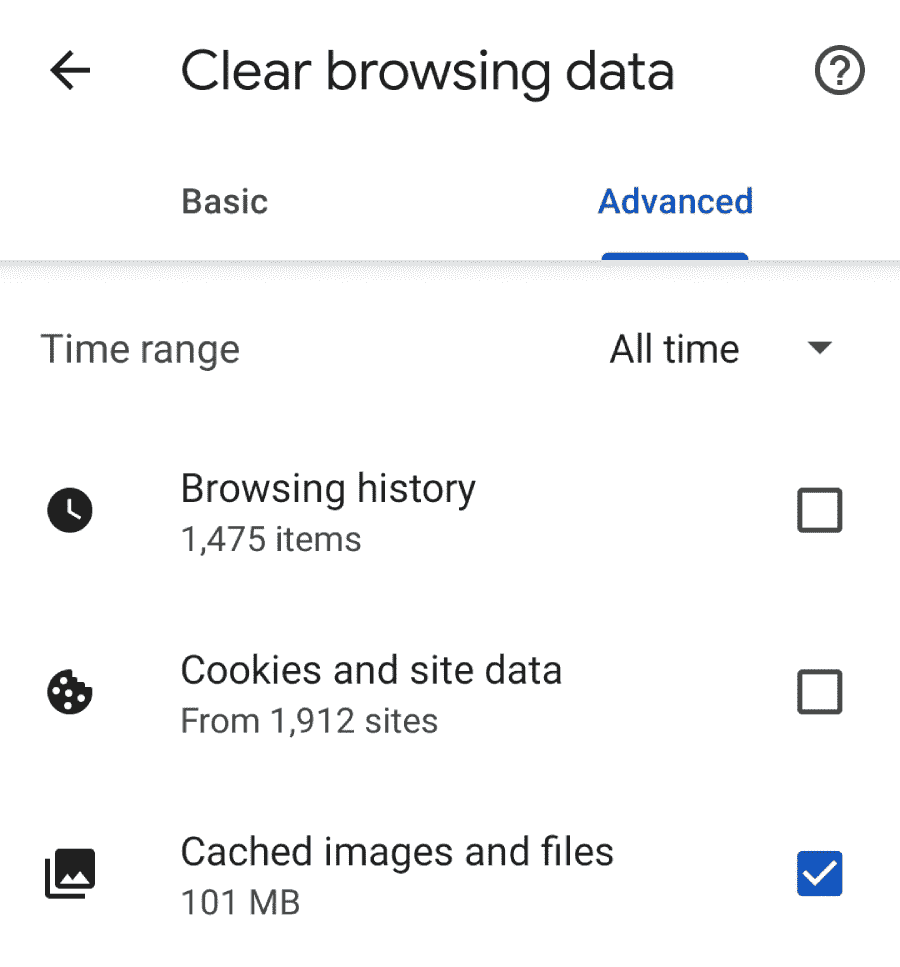 Clear browsing data
Basic
Advanced
Time range
All time
Browsing history
1,475 items
Cookies and site data
From 1,912 sites
Cached images and files
101 MB